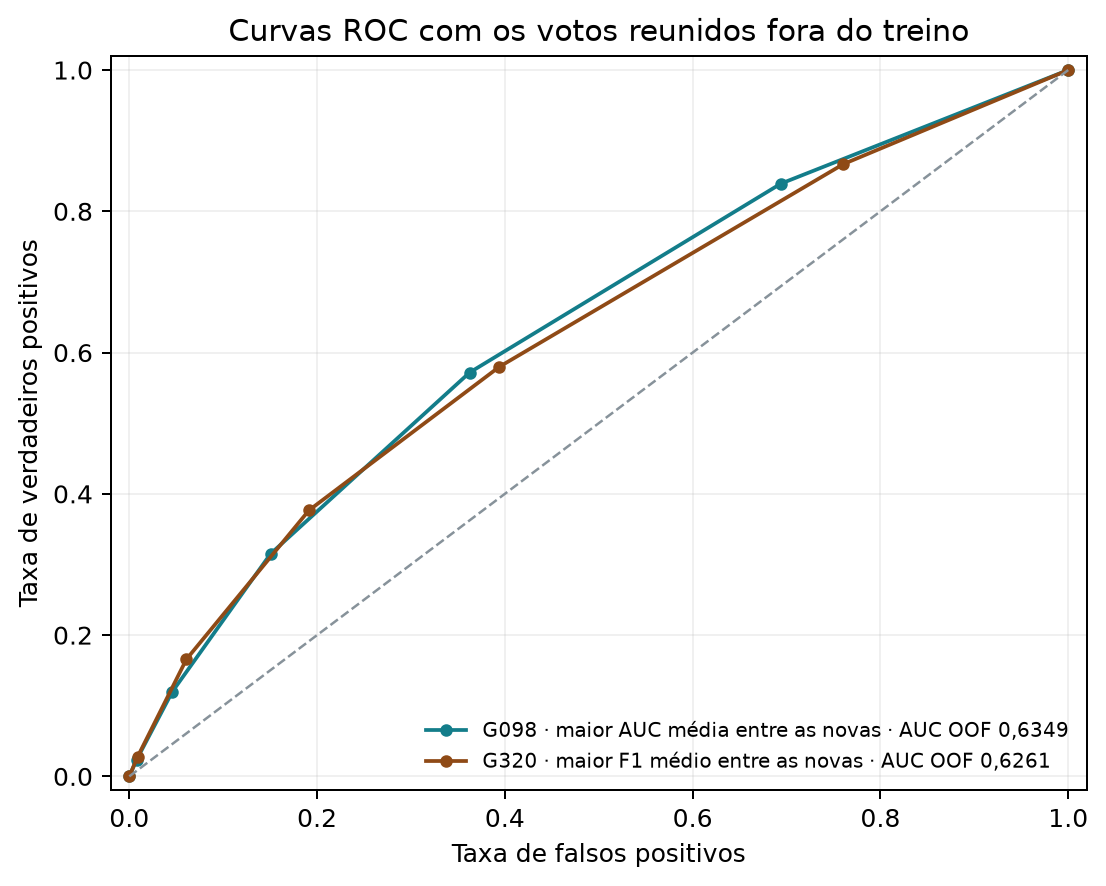 Curvas ROC com os votos reunidos fora do treino
Taxa de verdadeiros positivos
1.0
0.8
0.6
0.4
0.2
0.0
G098 · maior AUC média entre as novas · AUC OOF 0,6349
G320 · maior F1 médio entre as novas · AUC OOF 0,6261
0.0 0.2 0.4 0.6 0.8 1.0
Taxa de falsos positivos